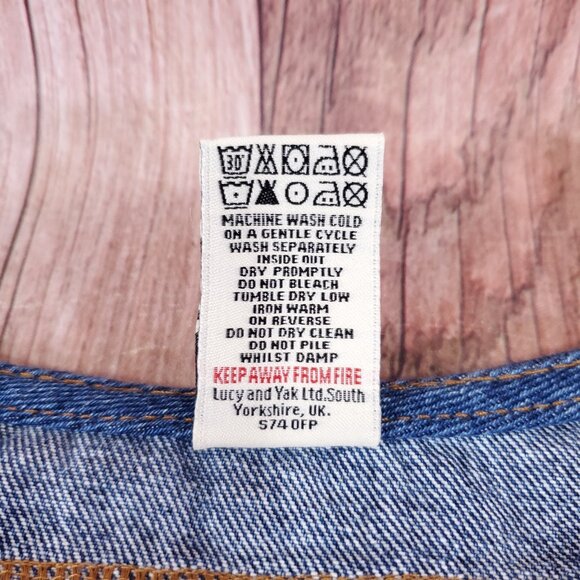 30°
MACHINE WASH COLD
ON A GENTLE CYCLE
WASH SEPARATELY
INSIDE OUT
DRY PROMPTLY
DO NOT BLEACH
TUMBLE DRY LOW
IRON WARM
ON REVERSE
DO NOT DRY CLEAN
DO NOT PILE
WHILST DAMP
KEEP AWAY FROM FIRE
Lucy and Yak Ltd.South
Yorkshire, UK.
S74 0FP